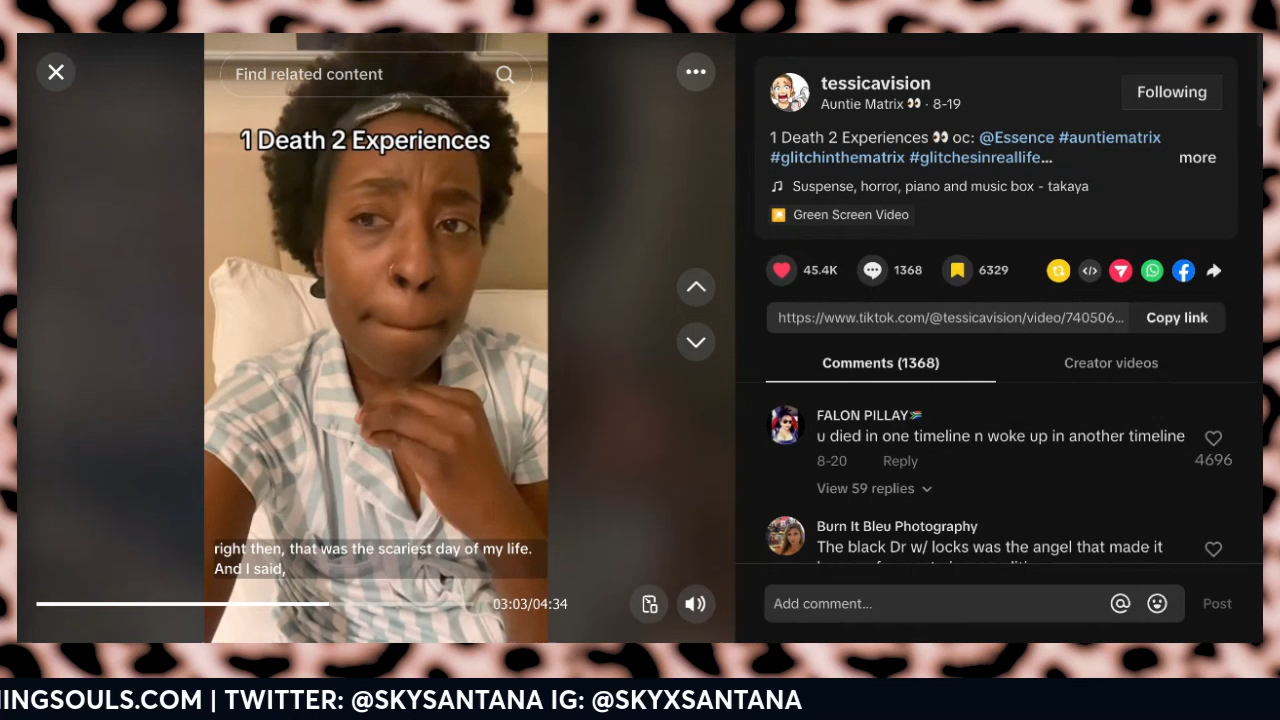 Find related content
1 Death 2 Experiences
right then, that was the scariest day of my life.
And I said,
03:03/04:34
tessicavision
Auntie Matrix 👀 · 8-19
Following
1 Death 2 Experiences 👀 oc: @Essence #auntiematrix
#glitchinthematrix #glitchesinreallife...
more
Suspense, horror, piano and music box - takaya
Green Screen Video
45.4K
1368
6329
https://www.tiktok.com/@tessicavision/video/740506...
Copy link
Comments (1368)
Creator videos
FALON PILLAY🇿🇦
u died in one timeline n woke up in another timeline
4696
8-20
Reply
View 59 replies
Burn It Bleu Photography
The black Dr w/ locks was the angel that made it
Add comment...
Post
NINGSOULS.COM | TWITTER: @SKYSANTANA IG: @SKYXSANTANA